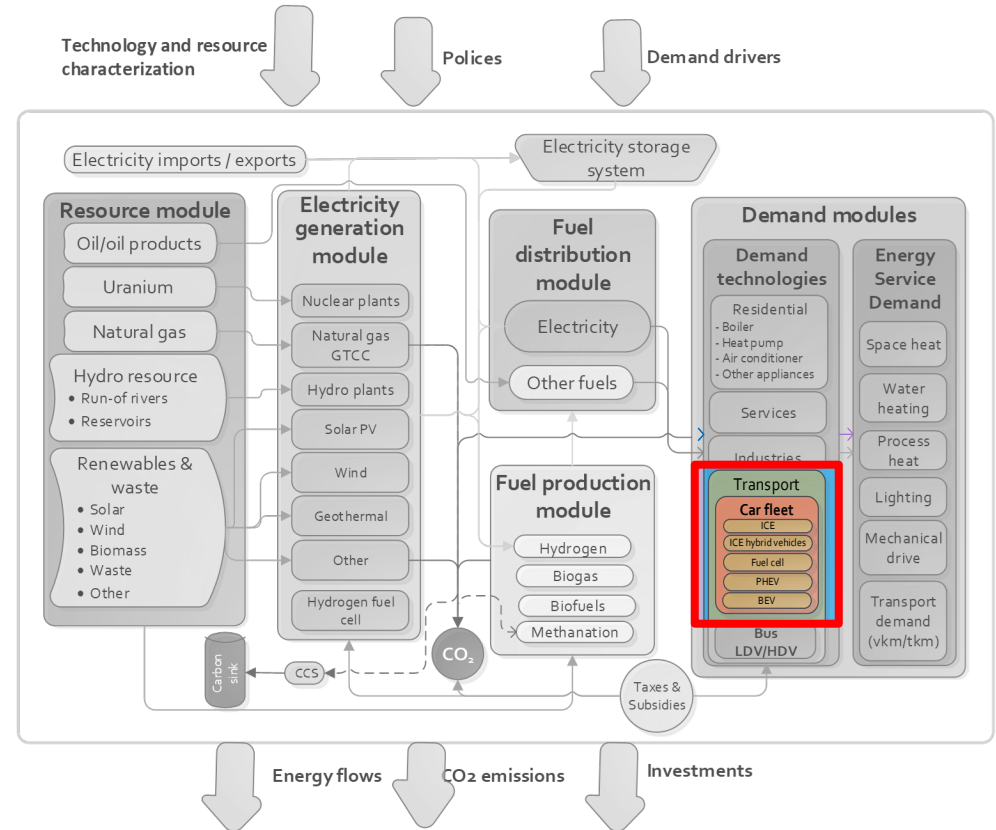 Technology and resource
characterization
Polices
Demand drivers
Electricity imports / exports
Electricity storage
system
Resource module
Oil/oil products
Uranium
Natural gas
Hydro resource
• Run-of rivers
• Reservoirs
Renewables &
waste
• Solar
• Wind
• Biomass
• Waste
• Other
Electricity
generation
module
Nuclear plants
Natural gas
GTCC
Hydro plants
Solar PV
Wind
Geothermal
Other
Hydrogen fuel
cell
Fuel
distribution
module
Electricity
Other fuels
Fuel production
module
Hydrogen
Biogas
Biofuels
Methanation
Demand modules
Demand
technologies
Residential
- Boiler
- Heat pump
- Air conditioner
- Other appliances
Services
Industries
Transport
Car fleet
ICE
ICE hybrid vehicles
Fuel cell
PHEV
BEV
Bus
LDV/HDV
Energy
Service
Demand
Space heat
Water
heating
Process
heat
Lighting
Mechanical
drive
Transport
demand
(vkm/tkm)
Carbon
sink
CCS
CO₂
Taxes &
Subsidies
Energy flows
CO2 emissions
Investments